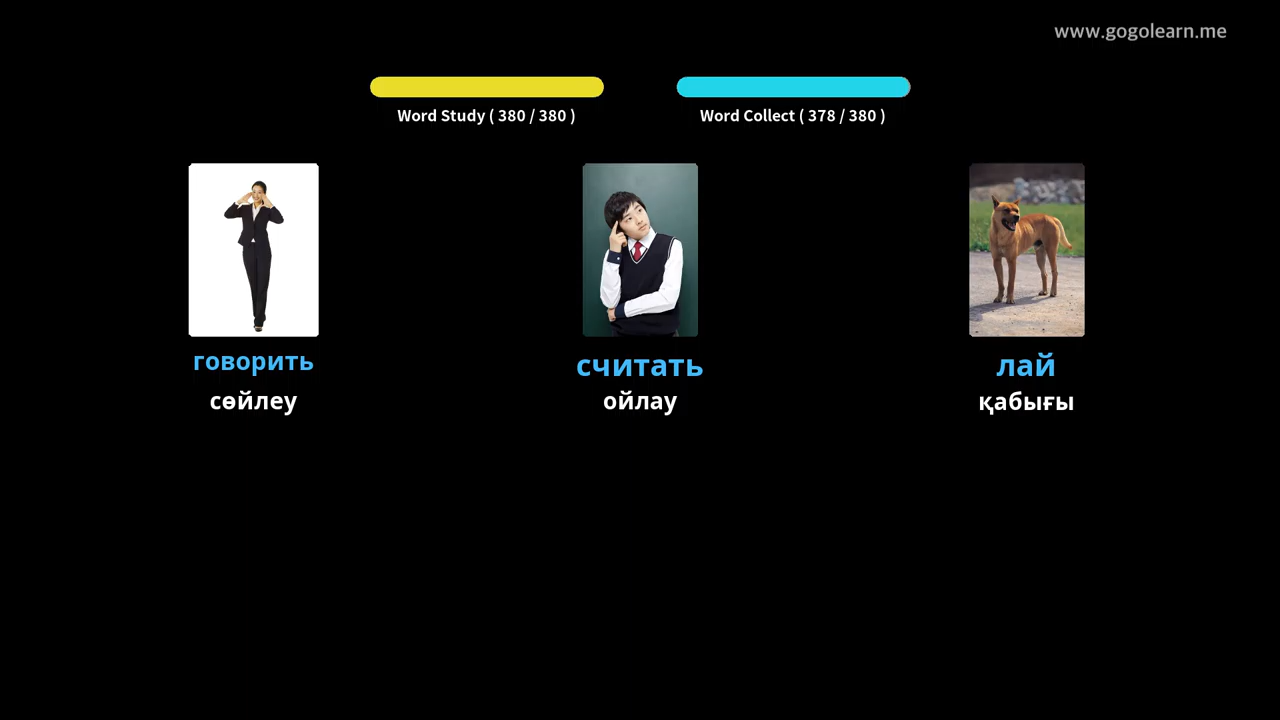 www.gogolearn.me
Word Study ( 380 / 380 )
Word Collect ( 378 / 380 )
говорить
считать
лай
сөйлеу
ойлау
қабығы